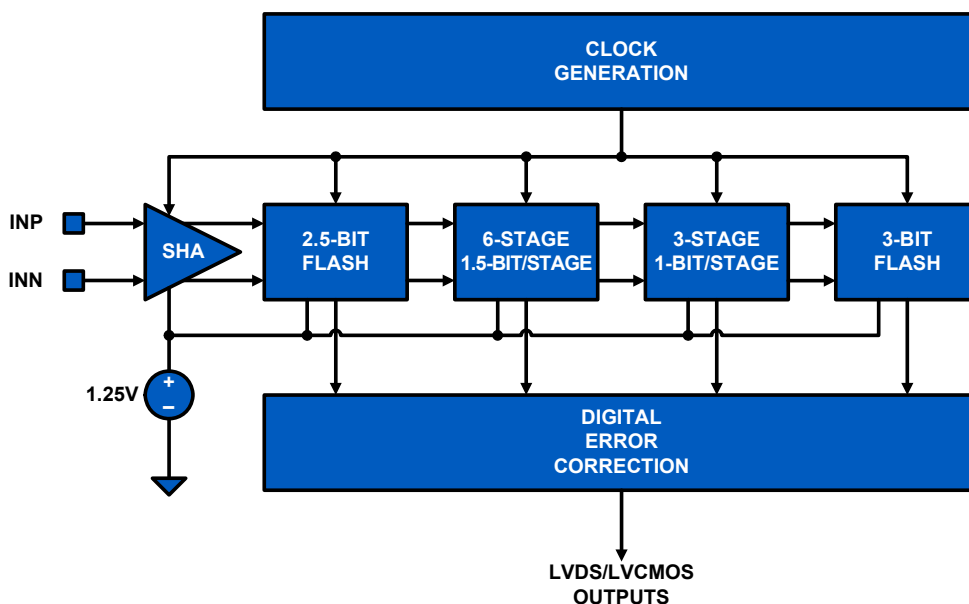 CLOCK
GENERATION
INP
INN
SHA
2.5-BIT
FLASH
6-STAGE
1.5-BIT/STAGE
3-STAGE
1-BIT/STAGE
3-BIT
FLASH
1.25V
+
–
DIGITAL
ERROR
CORRECTION
LVDS/LVCMOS
OUTPUTS